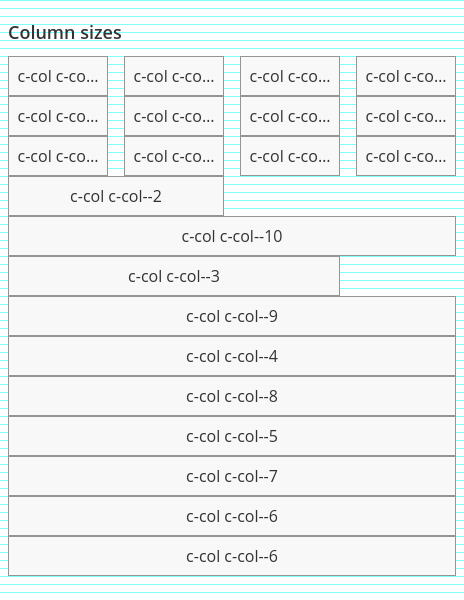 Column sizes
c-col c-co... c-col c-co... c-col c-co... c-col c-co...
c-col c-co... c-col c-co... c-col c-co... c-col c-co...
c-col c-co... c-col c-co... c-col c-co... c-col c-co...
c-col c-col--2
c-col c-col--10
c-col c-col--3
c-col c-col--9
c-col c-col--4
c-col c-col--8
c-col c-col--5
c-col c-col--7
c-col c-col--6
c-col c-col--6